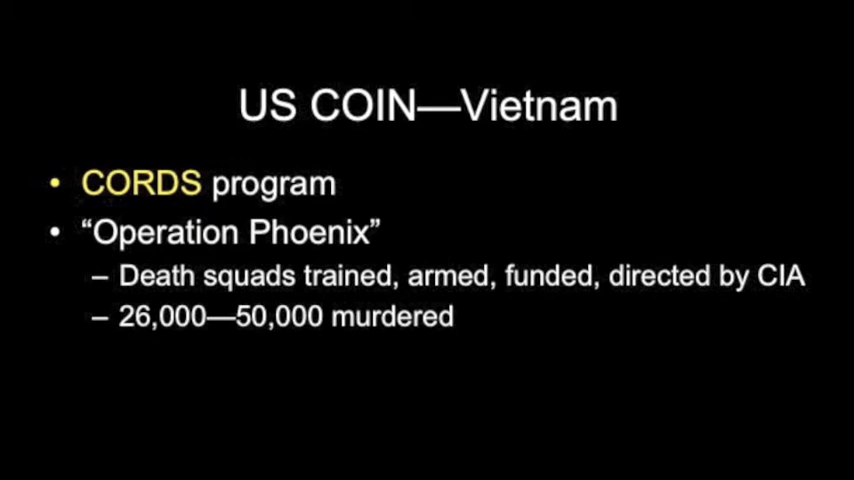 US COIN—Vietnam
• CORDS program
• “Operation Phoenix”
– Death squads trained, armed, funded, directed by CIA
– 26,000—50,000 murdered